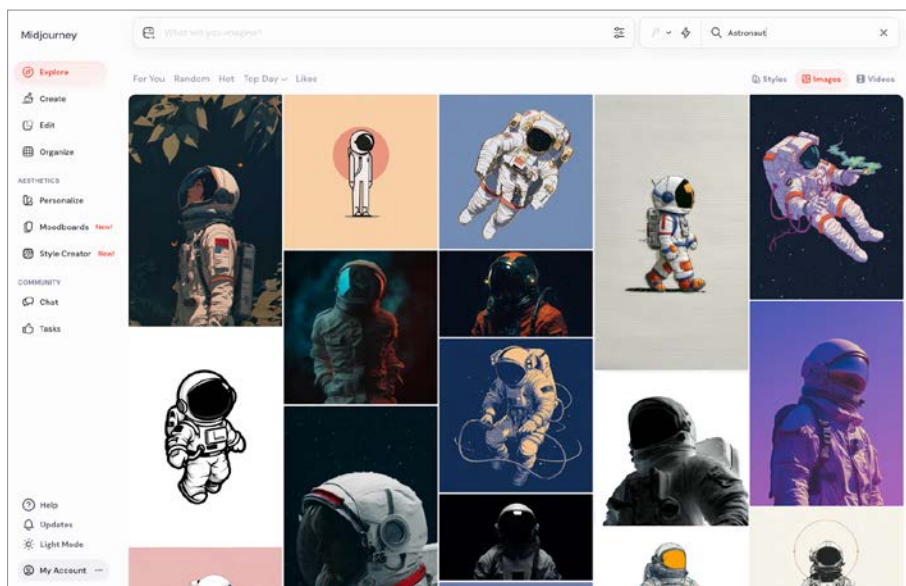 Midjourney
What will you imagine?
Astronaut
Explore
Create
Edit
Organize
AESTHETICS
Personalize
Moodboards New!
Style Creator New!
COMMUNITY
Chat
Tasks
Help
Updates
Light Mode
My Account
For You Random Hot Top Day Likes
Styles Images Videos